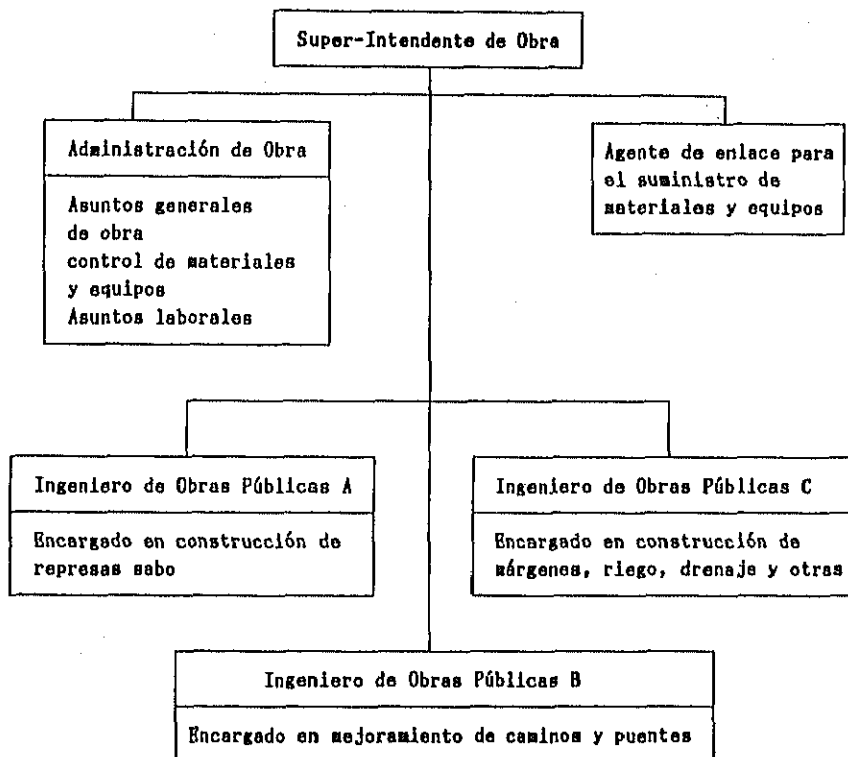 Super-Intendente de Obra
Administración de Obra
Asuntos generales
de obra
control de materiales
y equipos
Asuntos laborales
Agente de enlace para
el suministro de
materiales y equipos
Ingeniero de Obras Públicas A
Encargado en construcción de
represas sabo
Ingeniero de Obras Públicas C
Encargado en construcción de
márgenes, riego, drenaje y otras
Ingeniero de Obras Públicas B
Encargado en mejoramiento de caminos y puentes